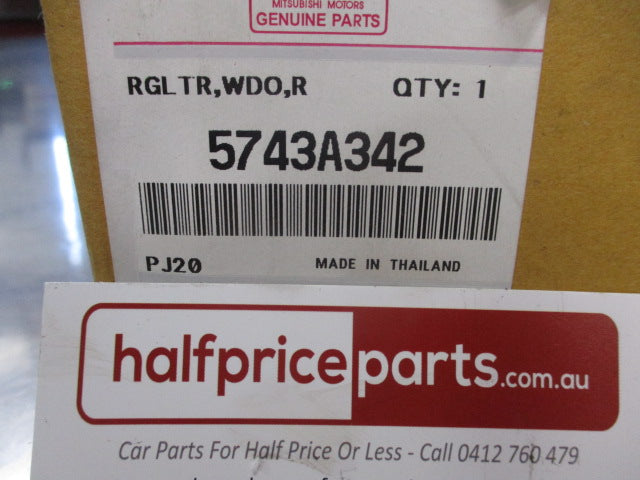 MITSUBISHI MOTORS
GENUINE PARTS
RGLTR,WDO,R QTY: 1
5743A342
PJ20 MADE IN THAILAND
halfpriceparts.com.au
Car Parts For Half Price Or Less - Call 0412 760 479